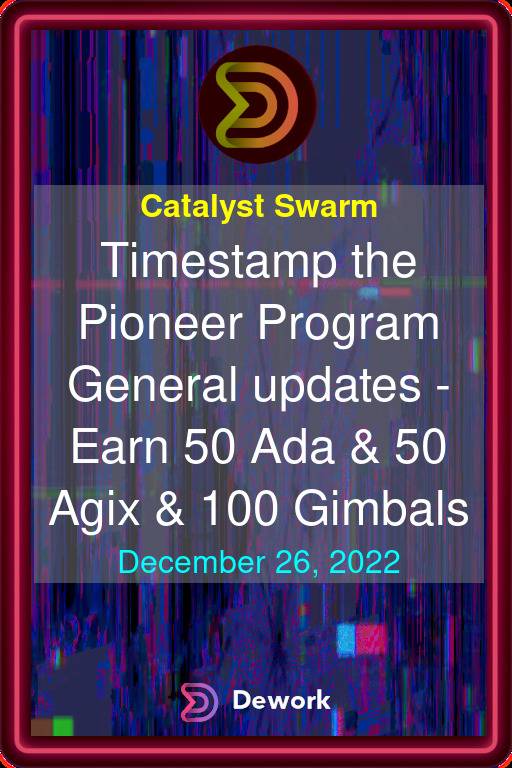 Catalyst Swarm
Timestamp the
Pioneer Program
General updates -
Earn 50 Ada & 50
Agix & 100 Gimbals
December 26, 2022
Dework